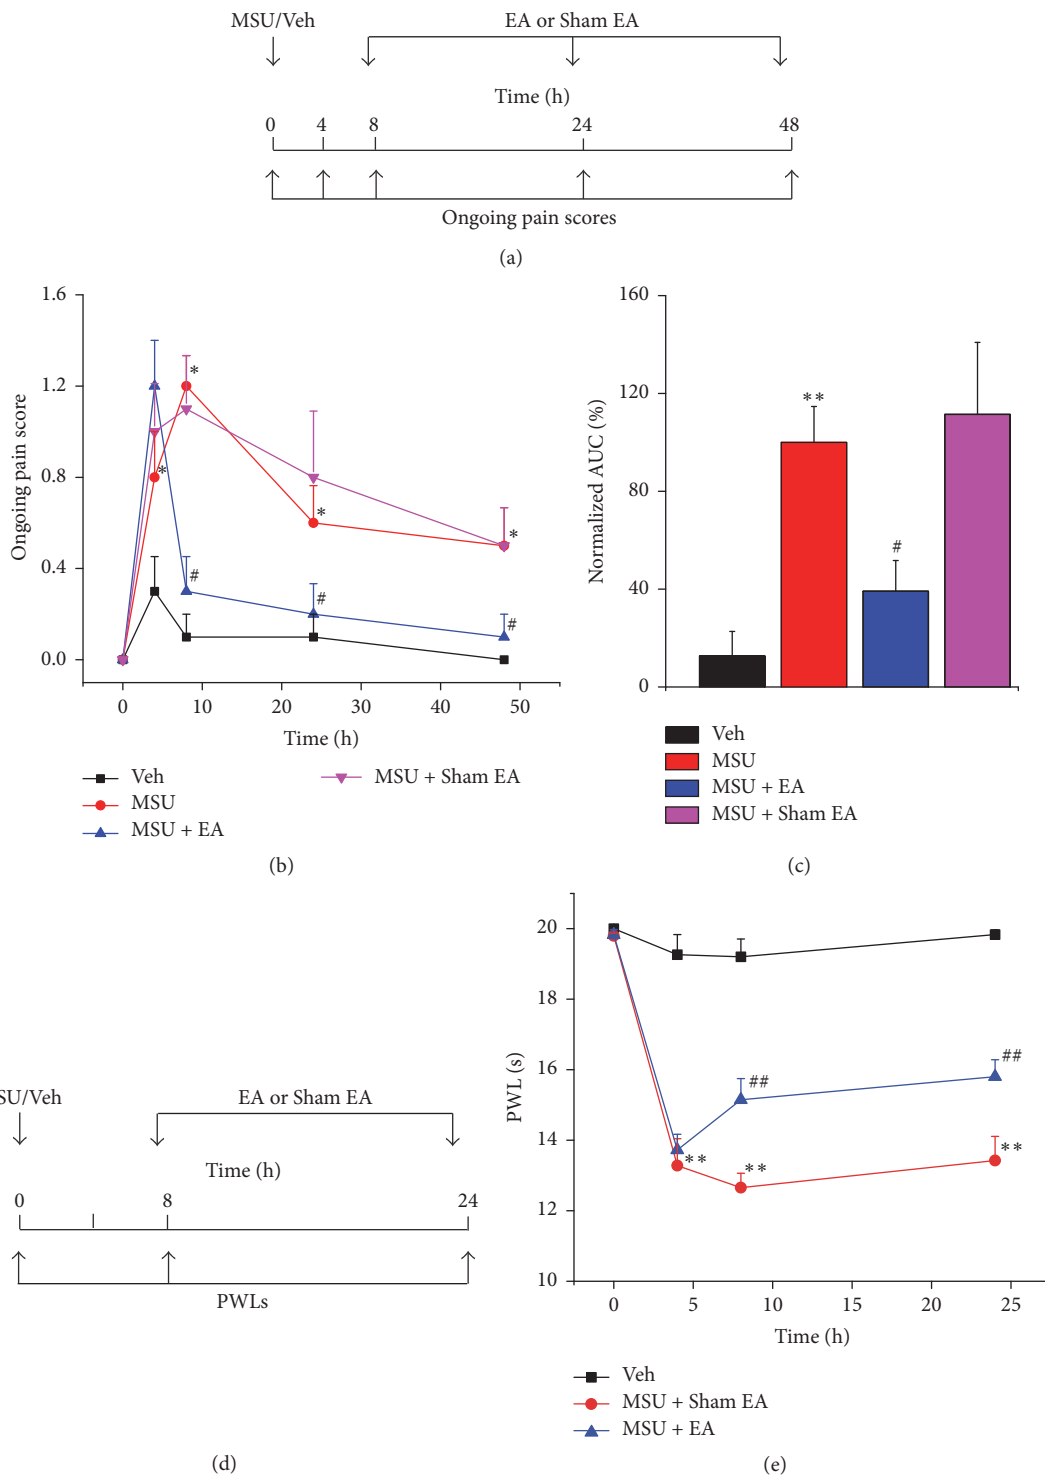 MSU/Veh
EA or Sham EA
Time (h)
0 4 8 24 48
Ongoing pain scores
(a)
1.6
1.2
0.8
0.4
0.0
Ongoing pain score
*
*
*
*
#
#
#
0 10 20 30 40 50
Time (h)
Veh
MSU
MSU + EA
MSU + Sham EA
(b)
160
120
80
40
0
Normalized AUC (%)
**
#
Veh
MSU
MSU + EA
MSU + Sham EA
(c)
SU/Veh
EA or Sham EA
Time (h)
0 8 24
PWLs
(d)
20
18
16
14
12
10
PWL (s)
##
##
**
**
**
0 5 10 15 20 25
Time (h)
Veh
MSU + Sham EA
MSU + EA
(e)